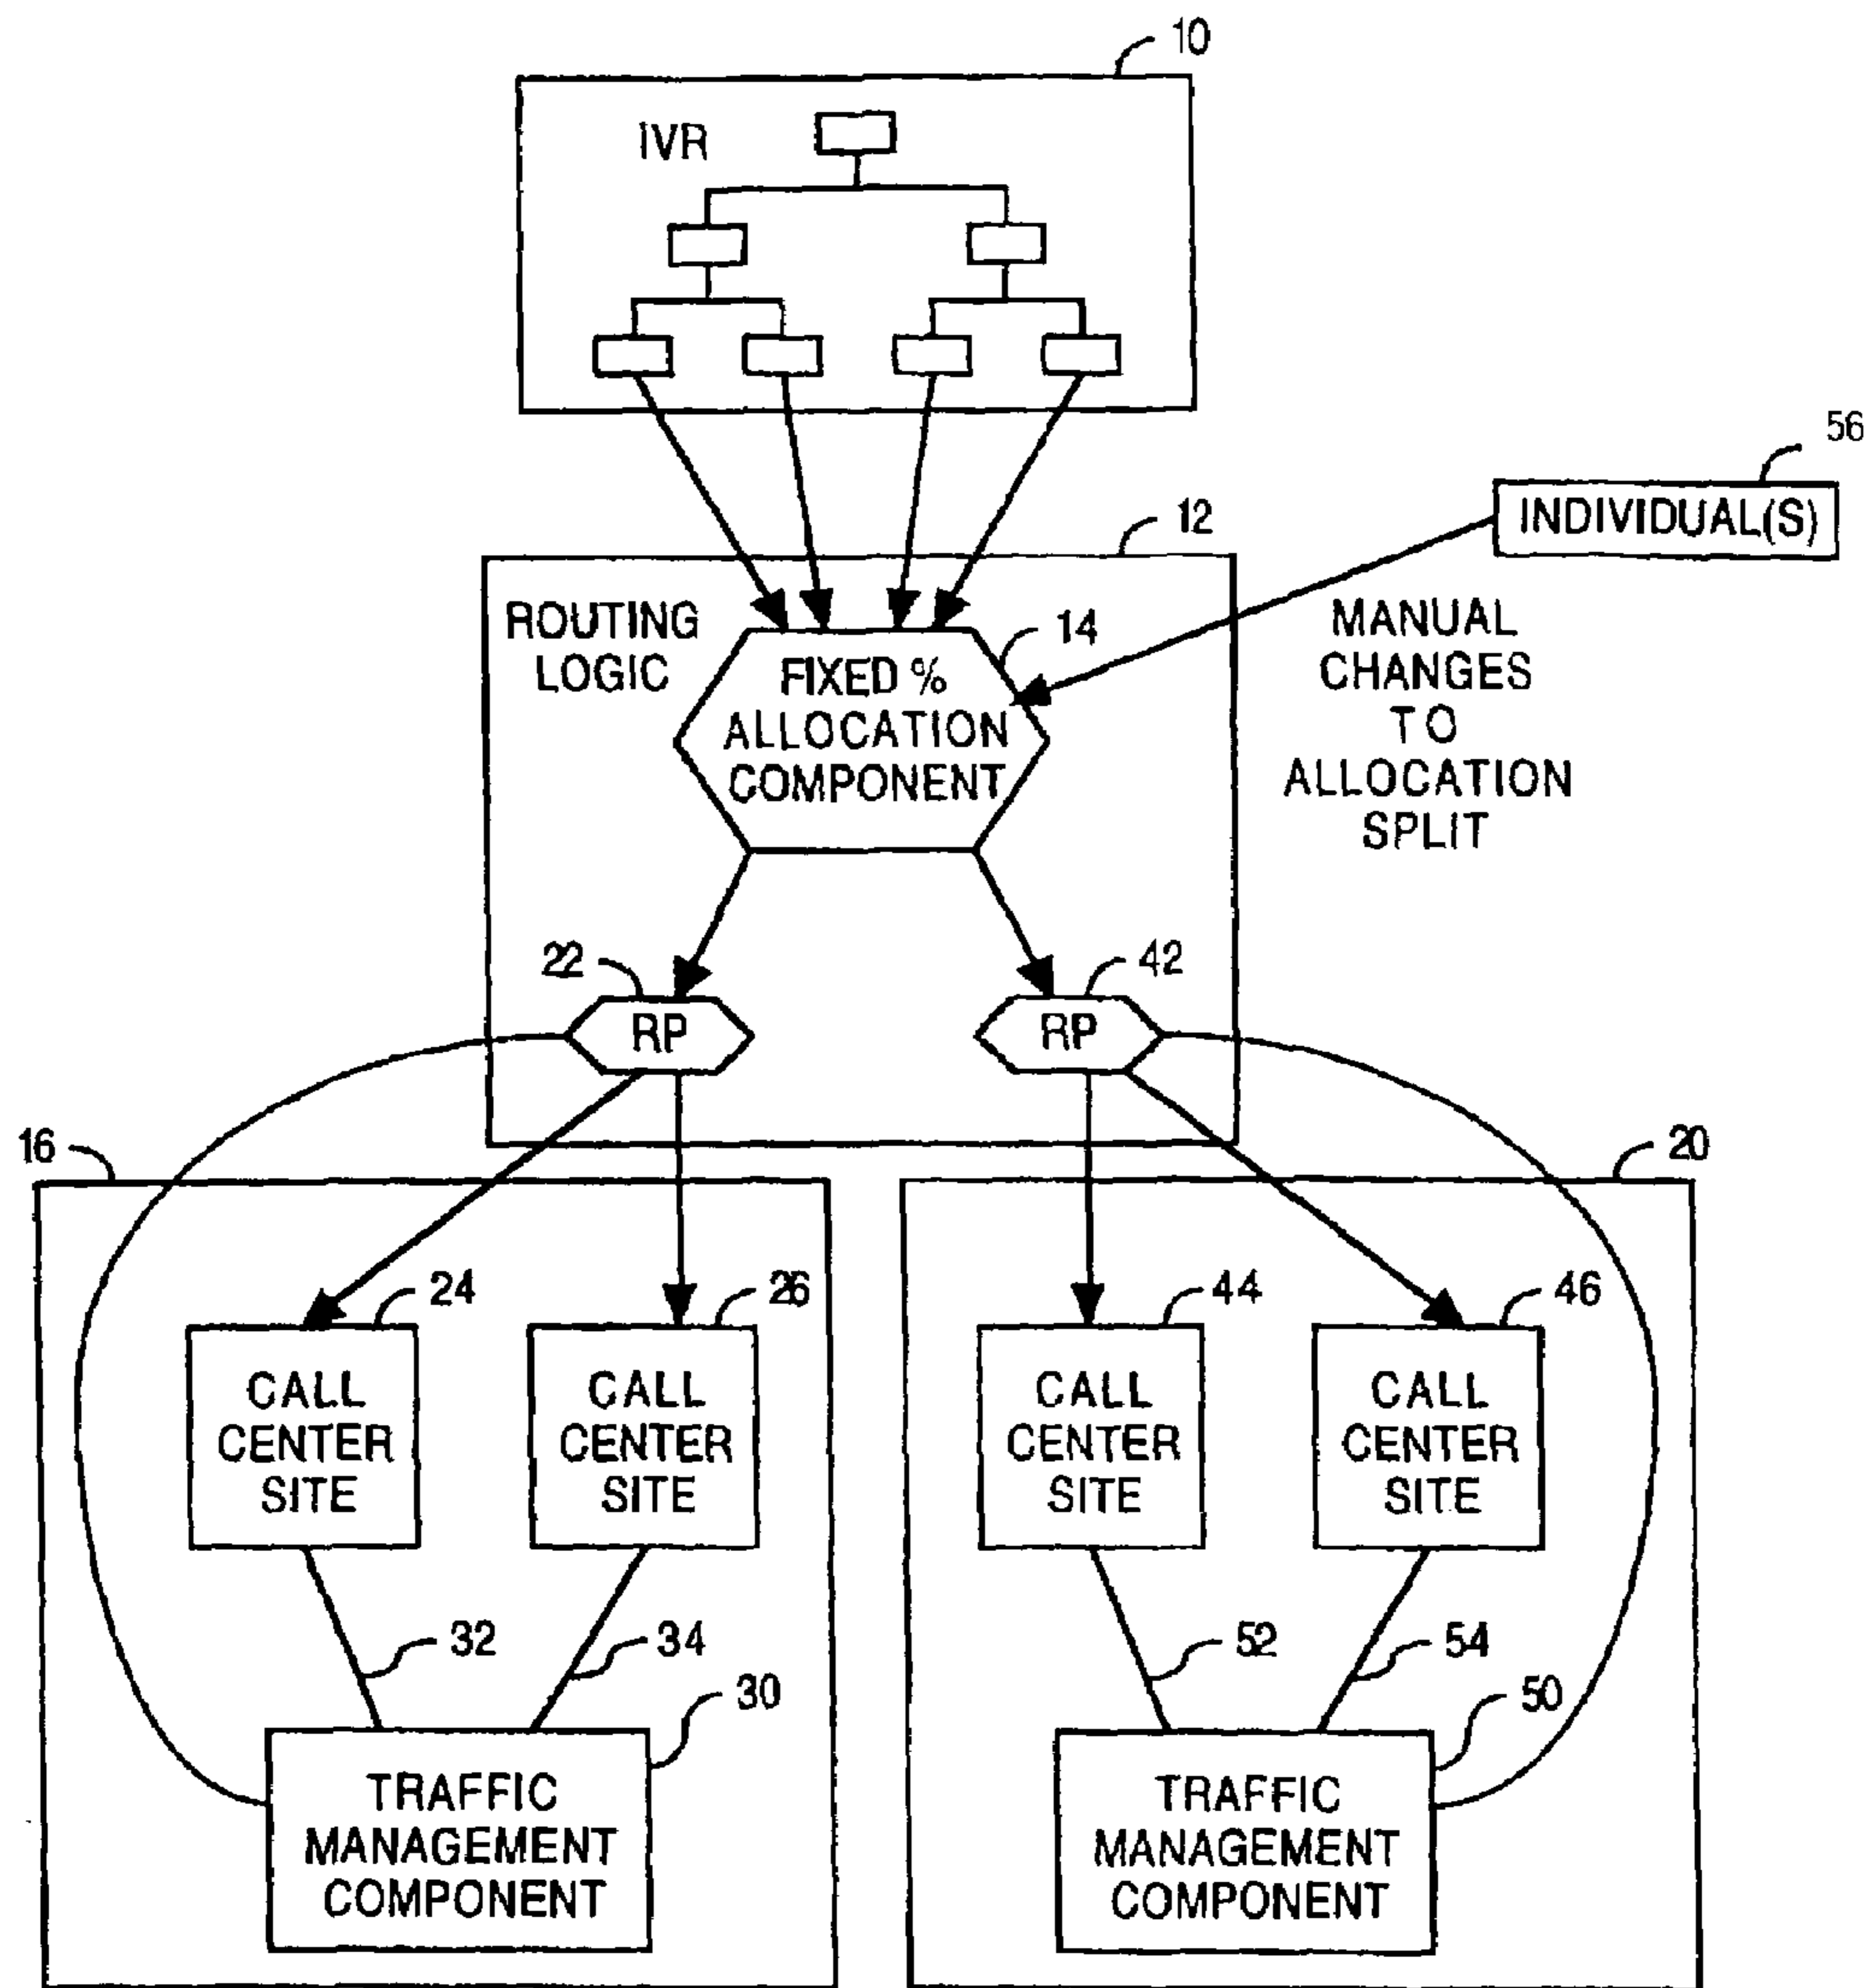 10
IVR
56
INDIVIDUAL(S)
12
ROUTING
LOGIC
14
FIXED %
ALLOCATION
COMPONENT
MANUAL
CHANGES
TO
ALLOCATION
SPLIT
22
42
RP
RP
16
20
24
26
44
46
CALL
CENTER
SITE
CALL
CENTER
SITE
CALL
CENTER
SITE
CALL
CENTER
SITE
32
34
52
54
30
50
TRAFFIC
MANAGEMENT
COMPONENT
TRAFFIC
MANAGEMENT
COMPONENT